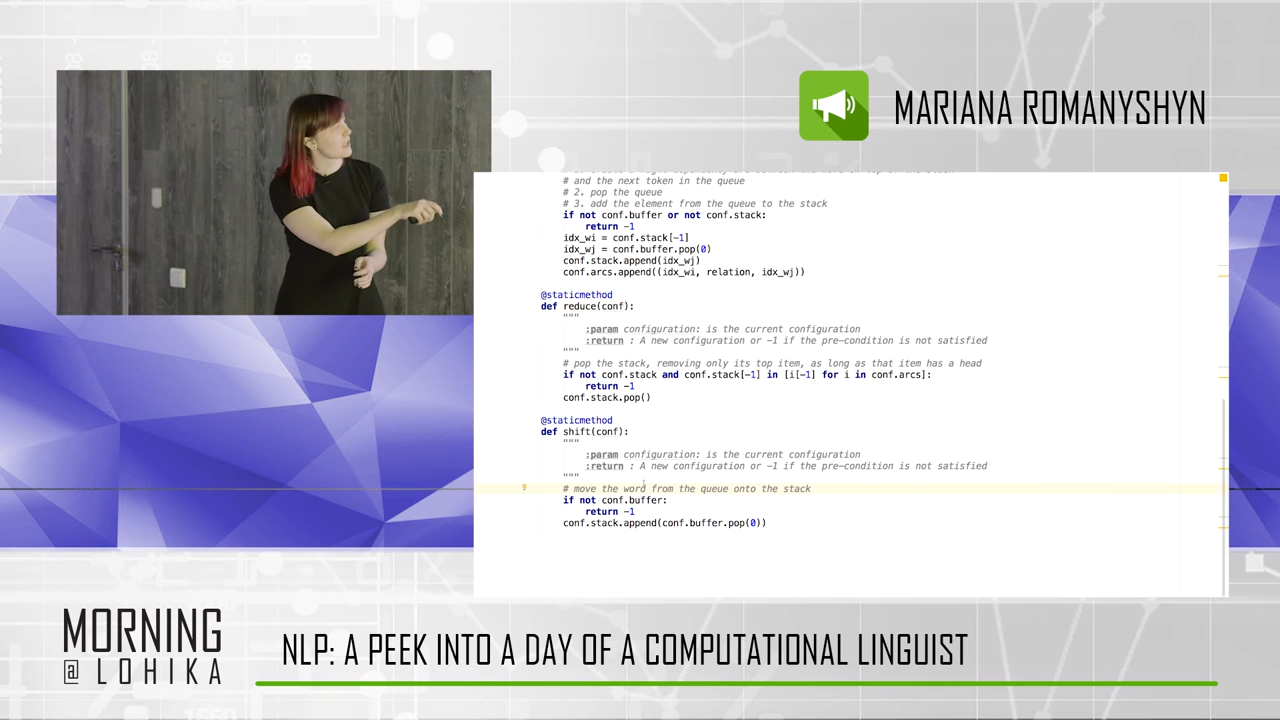 MARIANA ROMANYSHYN
# and the next token in the queue
# 2. pop the queue
# 3. add the element from the queue to the stack
if not conf.buffer or not conf.stack:
return -1
idx_wi = conf.stack[-1]
idx_wj = conf.buffer.pop(0)
conf.stack.append(idx_wj)
conf.arcs.append((idx_wi, relation, idx_wj))
@staticmethod
def reduce(conf):
"""
:param configuration: is the current configuration
:return : A new configuration or -1 if the pre-condition is not satisfied
"""
# pop the stack, removing only its top item, as long as that item has a head
if not conf.stack and conf.stack[-1] in [i[-1] for i in conf.arcs]:
return -1
conf.stack.pop()
@staticmethod
def shift(conf):
"""
:param configuration: is the current configuration
:return : A new configuration or -1 if the pre-condition is not satisfied
"""
# move the word from the queue onto the stack
if not conf.buffer:
return -1
conf.stack.append(conf.buffer.pop(0))
MORNING
@ LOHIKA
NLP: A PEEK INTO A DAY OF A COMPUTATIONAL LINGUIST